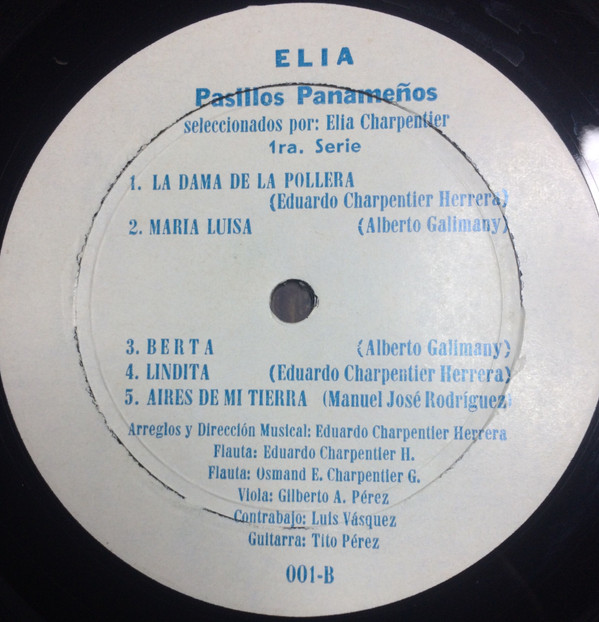 ELIA
Pasillos Panameños
seleccionados por: Elia Charpentier
1ra. Serie
1. LA DAMA DE LA POLLERA
(Eduardo Charpentier Herrera)
2. MARIA LUISA (Alberto Galimany)
3. BERTA (Alberto Galimany)
4. LINDITA (Eduardo Charpentier Herrera)
5. AIRES DE MI TIERRA (Manuel José Rodríguez)
Arreglos y Dirección Musical: Eduardo Charpentier Herrera
Flauta: Eduardo Charpentier H.
Flauta: Osmand E. Charpentier G.
Viola: Gilberto A. Pérez
Contrabajo: Luis Vásquez
Guitarra: Tito Pérez
001-B